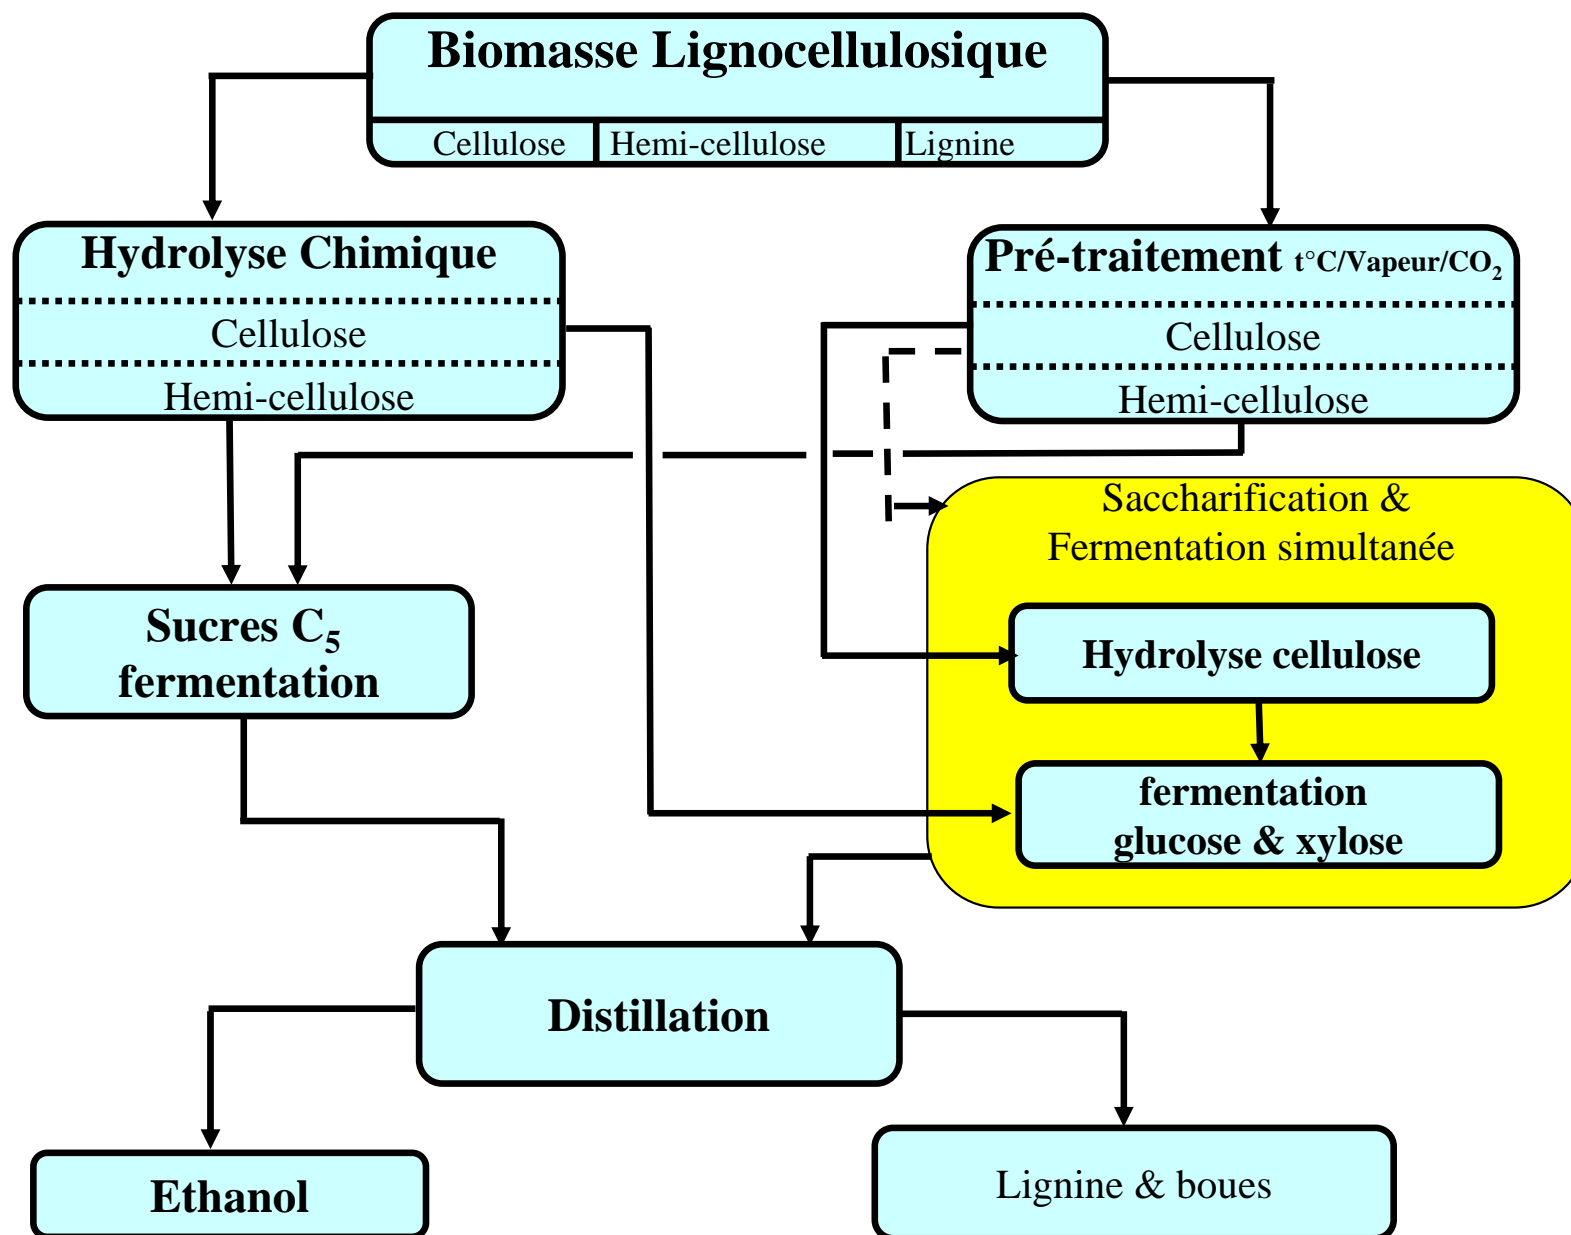 Biomasse Lignocellulosique
Cellulose Hemi-cellulose Lignine
Hydrolyse Chimique
Cellulose
Hemi-cellulose
Pré-traitement t°C/Vapeur/CO₂
Cellulose
Hemi-cellulose
Saccharification &
Fermentation simultanée
Sucres C₅
fermentation
Hydrolyse cellulose
fermentation
glucose & xylose
Distillation
Ethanol
Lignine & boues